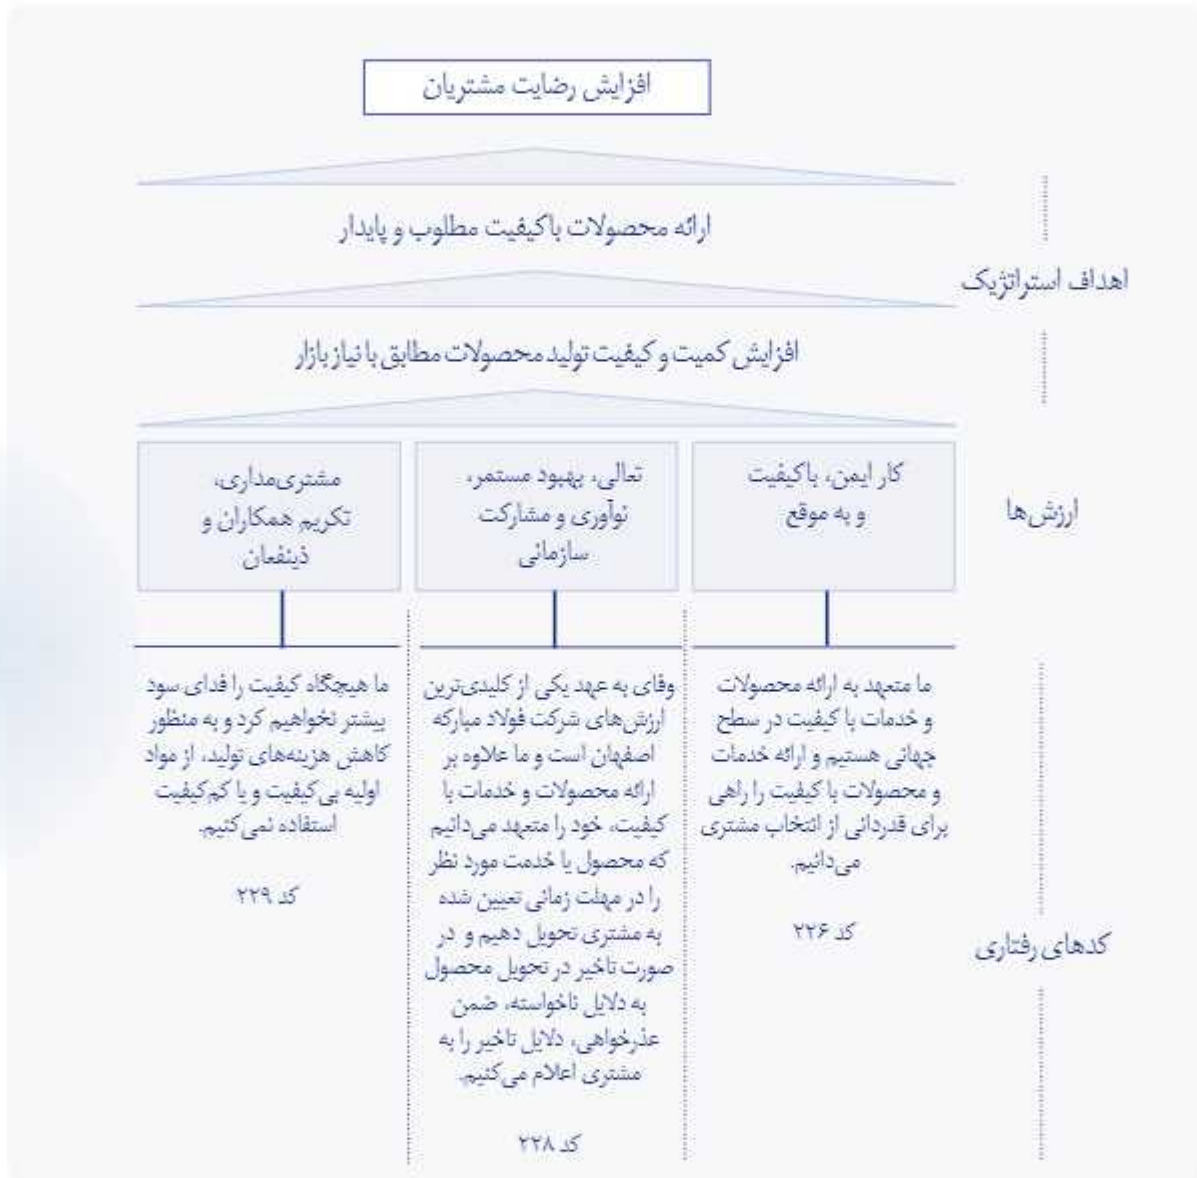 افزایش رضایت مشتریان
ارائه محصولات باکیفیت مطلوب و پایدار
اهداف استراتژیک
افزایش کمیت و کیفیت تولید محصولات مطابق با نیاز بازار
ارزش‌ها
کار ایمن، باکیفیت
و به موقع
تعالی، بهبود مستمر،
نوآوری و مشارکت
سازمانی
مشتری‌مداری،
تکریم همکاران و
ذینفعان
کدهای رفتاری
ما متعهد به ارائه محصولات
و خدمات با کیفیت در سطح
جهانی هستیم و ارائه خدمات
و محصولات با کیفیت را راهی
برای قدردانی از انتخاب مشتری
می‌دانیم.
کد ۲۲۶
وفای به عهد یکی از کلیدی‌ترین
ارزش‌های شرکت فولاد مبارکه
اصفهان است و ما علاوه بر
ارائه محصولات و خدمات با
کیفیت، خود را متعهد می‌دانیم
که محصول یا خدمت مورد نظر
را در مهلت زمانی تعیین شده
به مشتری تحویل دهیم و در
صورت تاخیر در تحویل محصول
به دلایل ناخواسته، ضمن
عذرخواهی، دلایل تاخیر را به
مشتری اعلام می‌کنیم.
کد ۲۲۸
ما هیچگاه کیفیت را فدای سود
بیشتر نخواهیم کرد و به منظور
کاهش هزینه‌های تولید، از مواد
اولیه بی‌کیفیت و یا کم‌کیفیت
استفاده نمی‌کنیم.
کد ۲۲۹